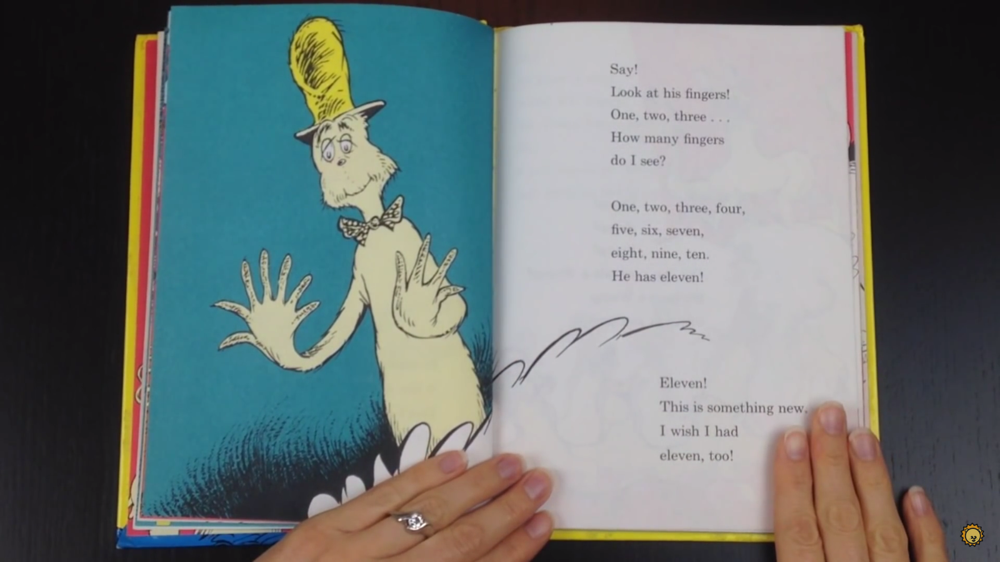 Say!
Look at his fingers!
One, two, three . . .
How many fingers
do I see?
One, two, three, four,
five, six, seven,
eight, nine, ten.
He has eleven!
Eleven!
This is something new.
I wish I had
eleven, too!